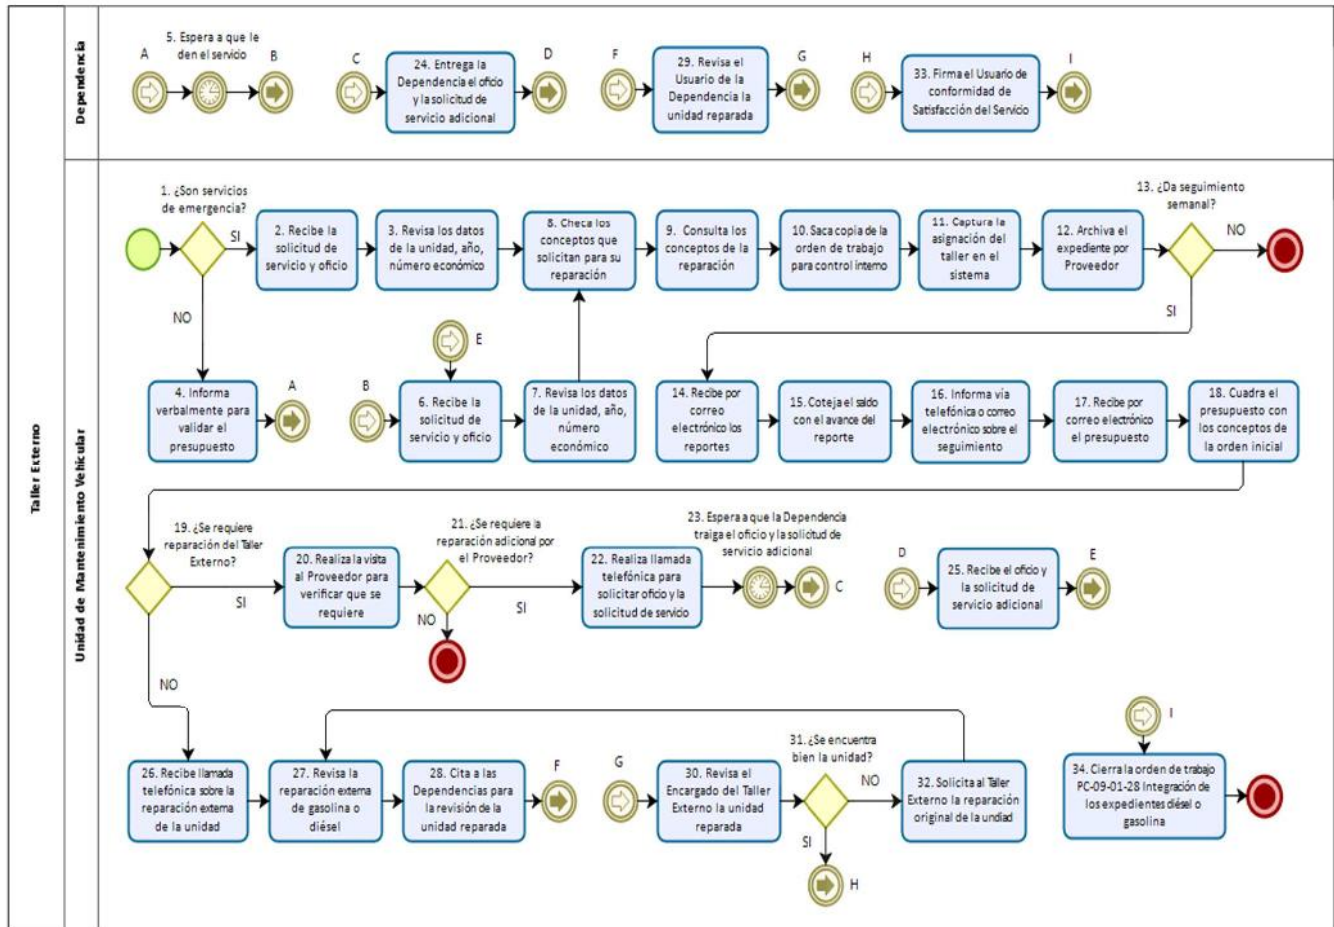 Taller Externo
Dependencia
A
5. Espera a que le
den el servicio
B
C
24. Entrega la
Dependencia el oficio
y la solicitud de
servicio adicional
D
F
29. Revisa el
Usuario de la
Dependencia la
unidad reparada
G
H
33. Firma el Usuario de
conformidad de
Satisfacción del Servicio
I
Unidad de Mantenimiento Vehicular
1. ¿Son servicios
de emergencia?
SI
2. Recibe la
solicitud de
servicio y oficio
3. Revisa los datos
de la unidad, año,
número económico
8. Checa los
conceptos que
solicitan para su
reparación
9. Consulta los
conceptos de la
reparación
10. Saca copia de la
orden de trabajo
para control interno
11. Captura la
asignación del
taller en el
sistema
12. Archiva el
expediente por
Proveedor
13. ¿Da seguimiento
semanal?
NO
SI
NO
4. Informa
verbalmente para
validar el
presupuesto
A
B
E
6. Recibe la
solicitud de
servicio y oficio
7. Revisa los datos
de la unidad, año,
número
económico
14. Recibe por
correo
electrónico los
reportes
15. Coteja el saldo
con el avance del
reporte
16. Informa vía
telefónica o correo
electrónico sobre el
seguimiento
17. Recibe por
correo electrónico
el presupuesto
18. Cuadra el
presupuesto con
los conceptos de
la orden inicial
19. ¿Se requiere
reparación del Taller
Externo?
SI
20. Realiza la visita
al Proveedor para
verificar que se
requiere
21. ¿Se requiere la
reparación adicional por
el Proveedor?
NO
SI
22. Realiza llamada
telefónica para
solicitar oficio y la
solicitud de servicio
23. Espera a que la Dependencia
traiga el oficio y la solicitud de
servicio adicional
C
D
25. Recibe el oficio y
la solicitud de
servicio adicional
E
NO
26. Recibe llamada
telefónica sobre la
reparación externa
de la unidad
27. Revisa la
reparación externa
de gasolina o
diésel
28. Cita a las
Dependencias para
la revisión de la
unidad reparada
F
G
30. Revisa el
Encargado del Taller
Externo la unidad
reparada
31. ¿Se encuentra
bien la unidad?
NO
SI
H
32. Solicita al Taller
Externo la reparación
original de la undiad
I
34. Cierra la orden de trabajo
PC-09-01-28 Integración de
los expedientes diésel o
gasolina